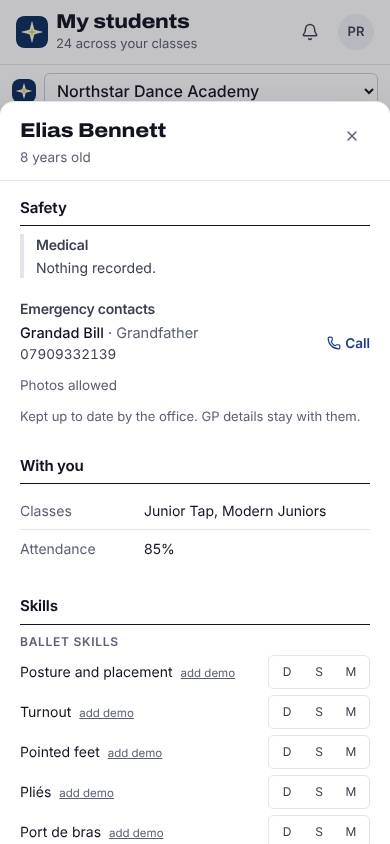 My students
24 across your classes
PR
Northstar Dance Academy
Elias Bennett
8 years old
Safety
Medical
Nothing recorded.
Emergency contacts
Grandad Bill · Grandfather
07909332139
Call
Photos allowed
Kept up to date by the office. GP details stay with them.
With you
Classes Junior Tap, Modern Juniors
Attendance 85%
Skills
BALLET SKILLS
Posture and placement add demo D S M
Turnout add demo D S M
Pointed feet add demo D S M
Pliés add demo D S M
Port de bras add demo D S M